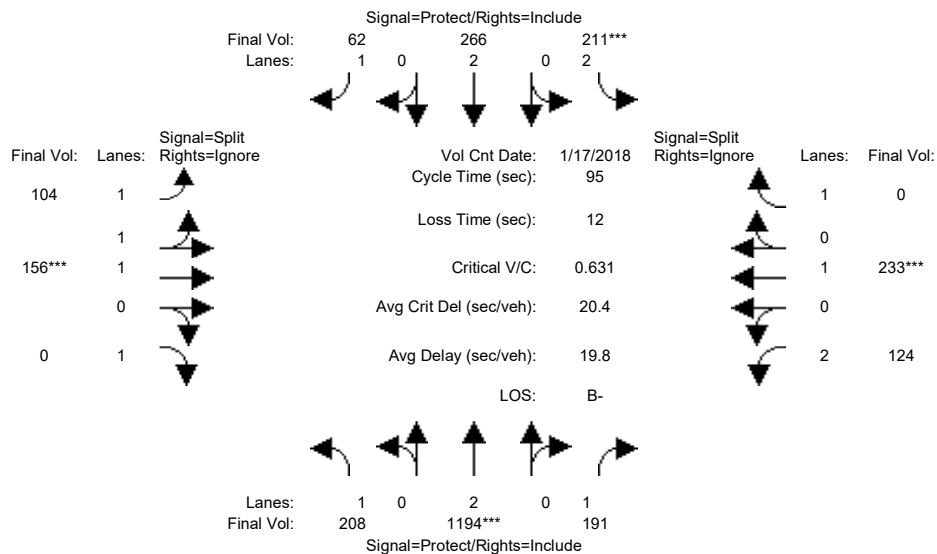 Signal=Protect/Rights=Include
Final Vol: 62 266 211***
Lanes: 1 0 2 0 2
Signal=Split
Final Vol: Lanes: Rights=Ignore
Vol Cnt Date: 1/17/2018
Signal=Split
Rights=Ignore Lanes: Final Vol:
Cycle Time (sec): 95
104 1
1 0
Loss Time (sec): 12
1
0
156*** 1
Critical V/C: 0.631
1 233***
0
Avg Crit Del (sec/veh): 20.4
0
0 1
Avg Delay (sec/veh): 19.8
2 124
LOS: B-
Lanes: 1 0 2 0 1
Final Vol: 208 1194*** 191
Signal=Protect/Rights=Include